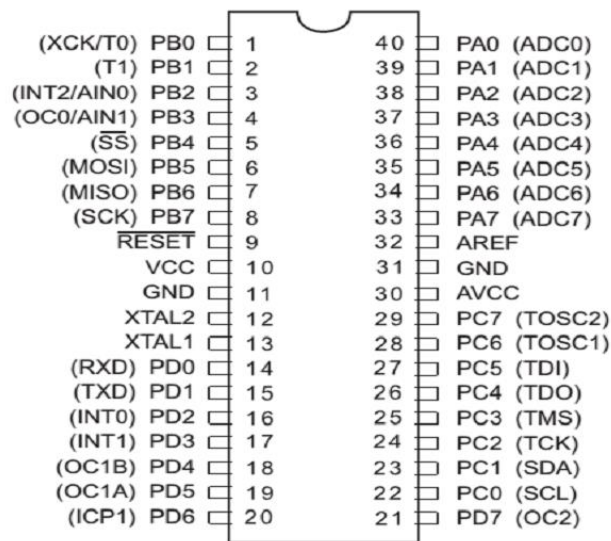 (XCK/T0) PB0 1 40 PA0 (ADC0)
(T1) PB1 2 39 PA1 (ADC1)
(INT2/AIN0) PB2 3 38 PA2 (ADC2)
(OC0/AIN1) PB3 4 37 PA3 (ADC3)
(SS) PB4 5 36 PA4 (ADC4)
(MOSI) PB5 6 35 PA5 (ADC5)
(MISO) PB6 7 34 PA6 (ADC6)
(SCK) PB7 8 33 PA7 (ADC7)
RESET 9 32 AREF
VCC 10 31 GND
GND 11 30 AVCC
XTAL2 12 29 PC7 (TOSC2)
XTAL1 13 28 PC6 (TOSC1)
(RXD) PD0 14 27 PC5 (TDI)
(TXD) PD1 15 26 PC4 (TDO)
(INT0) PD2 16 25 PC3 (TMS)
(INT1) PD3 17 24 PC2 (TCK)
(OC1B) PD4 18 23 PC1 (SDA)
(OC1A) PD5 19 22 PC0 (SCL)
(ICP1) PD6 20 21 PD7 (OC2)